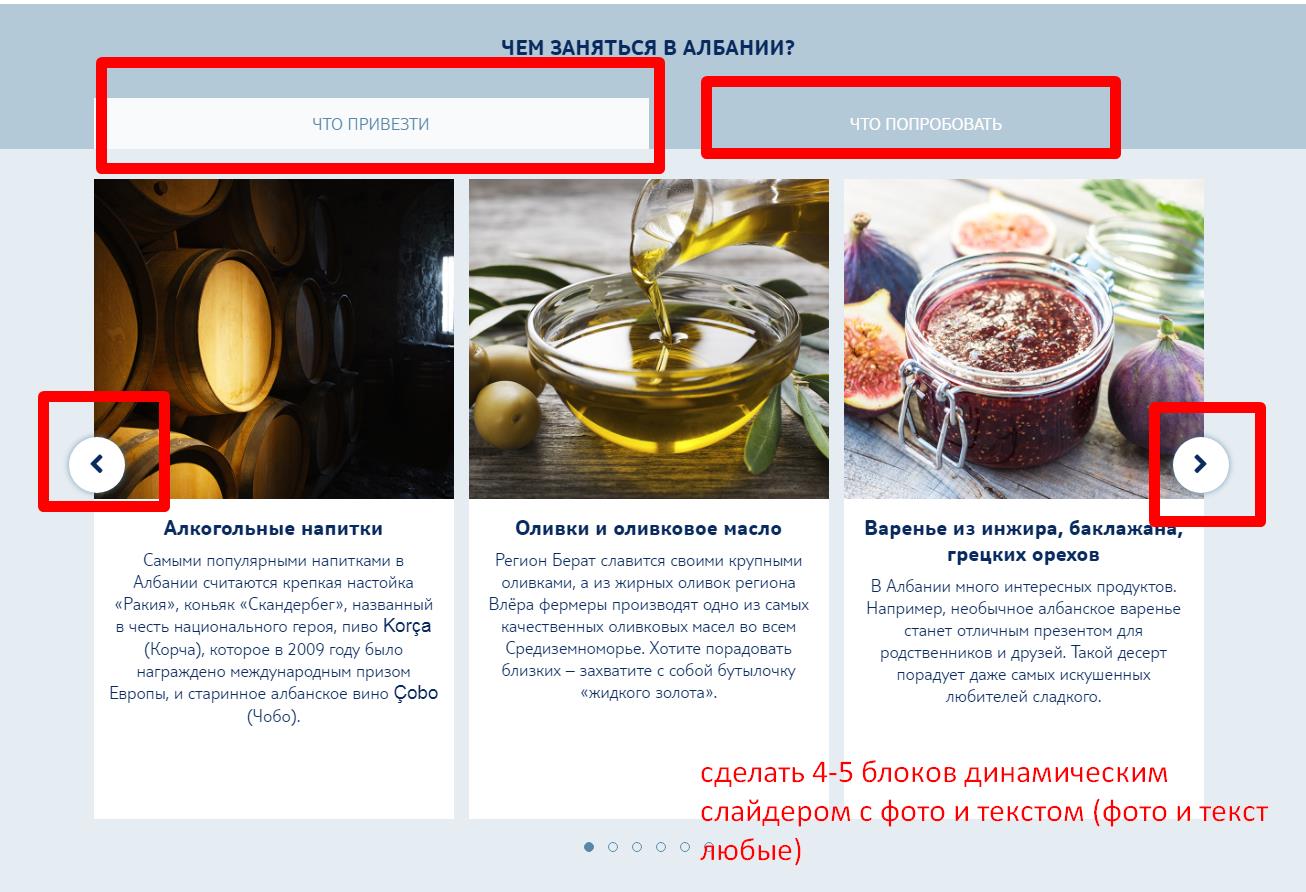 ЧЕМ ЗАНЯТЬСЯ В АЛБАНИИ?
ЧТО ПРИВЕЗТИ
ЧТО ПОПРОБОВАТЬ
Алкогольные напитки
Самыми популярными напитками в
Албании считаются крепкая настойка
«Ракия», коньяк «Скандербег», названный
в честь национального героя, пиво Korça
(Корча), которое в 2009 году было
награждено международным призом
Европы, и старинное албанское вино Çobo
(Чобо).
Оливки и оливковое масло
Регион Берат славится своими крупными
оливками, а из жирных оливок региона
Влёра фермеры производят одно из самых
качественных оливковых масел во всем
Средиземноморье. Хотите порадовать
близких – захватите с собой бутылочку
«жидкого золота».
Варенье из инжира, баклажана,
грецких орехов
В Албании много интересных продуктов.
Например, необычное албанское варенье
станет отличным презентом для
родственников и друзей. Такой десерт
порадует даже самых искушенных
любителей сладкого.
сделать 4-5 блоков динамическим
слайдером с фото и текстом (фото и текст
любые)